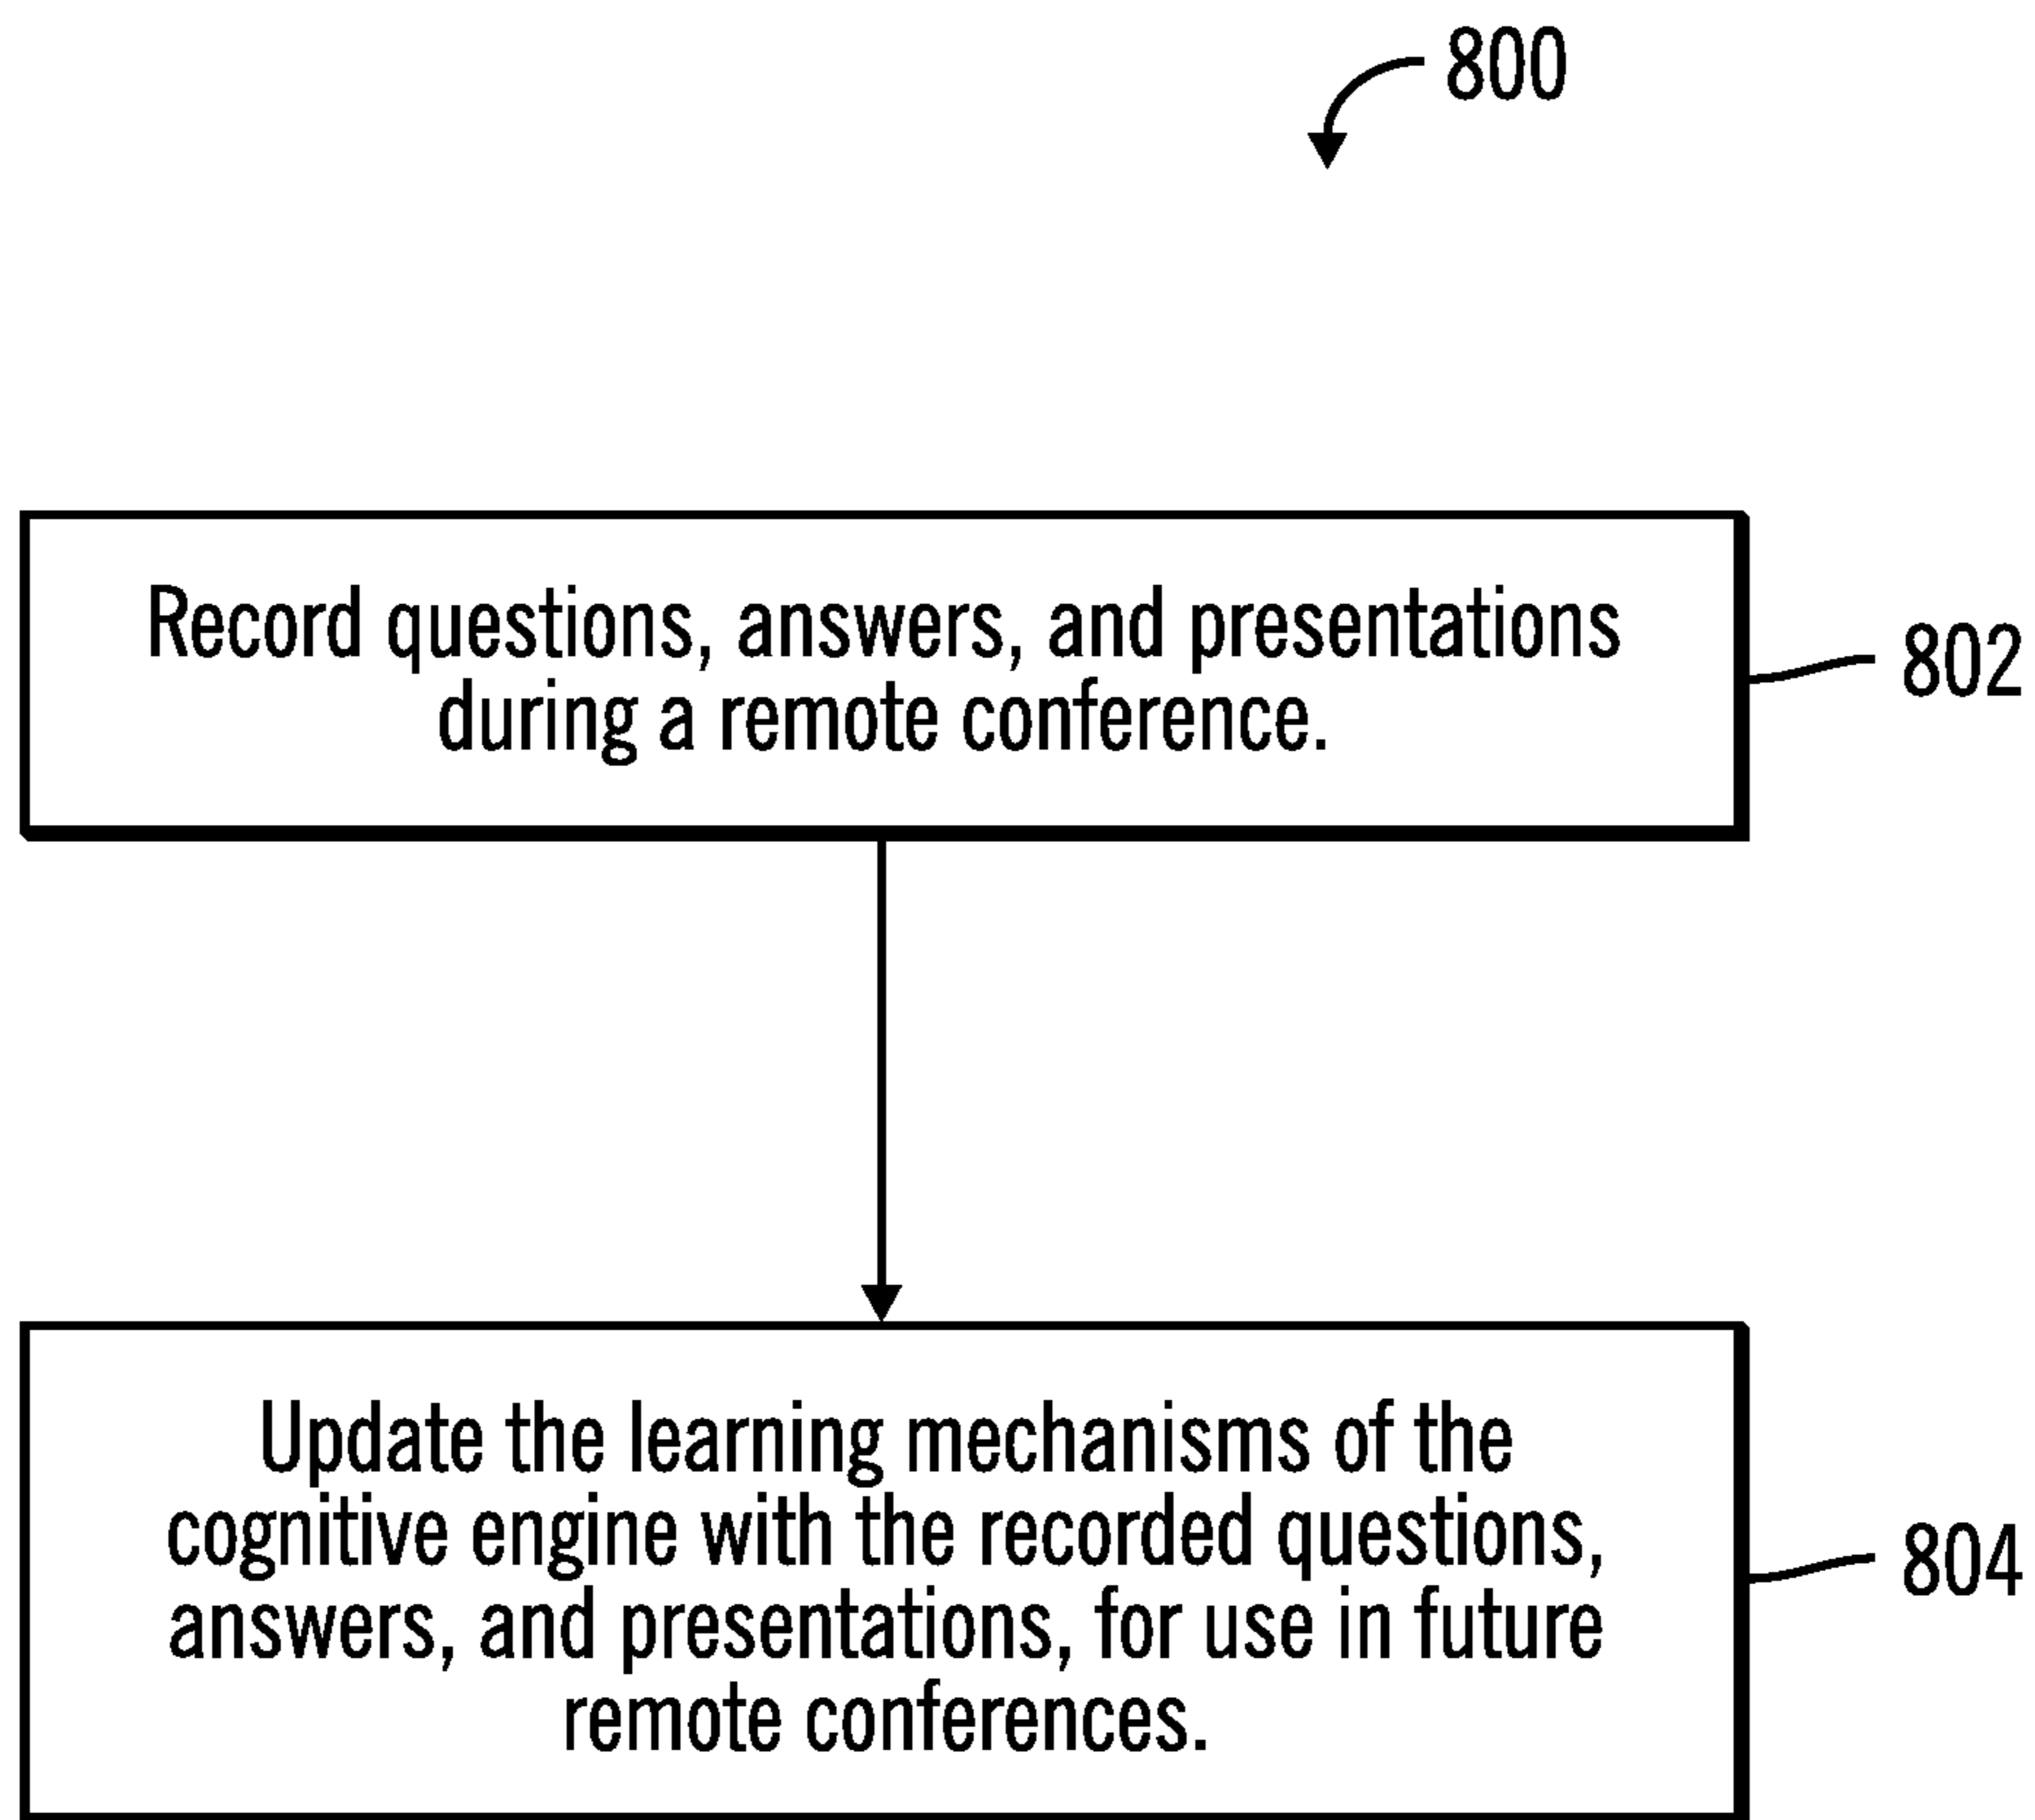 800
Record questions, answers, and presentations
during a remote conference.
802
Update the learning mechanisms of the
cognitive engine with the recorded questions,
answers, and presentations, for use in future
remote conferences.
804